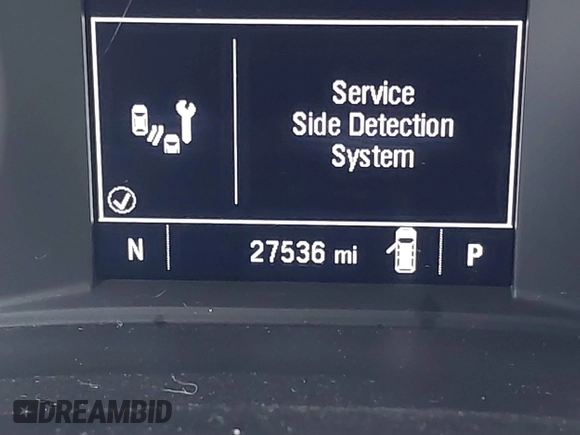 Service
Side Detection
System
N 27536 mi P
DREAMBID